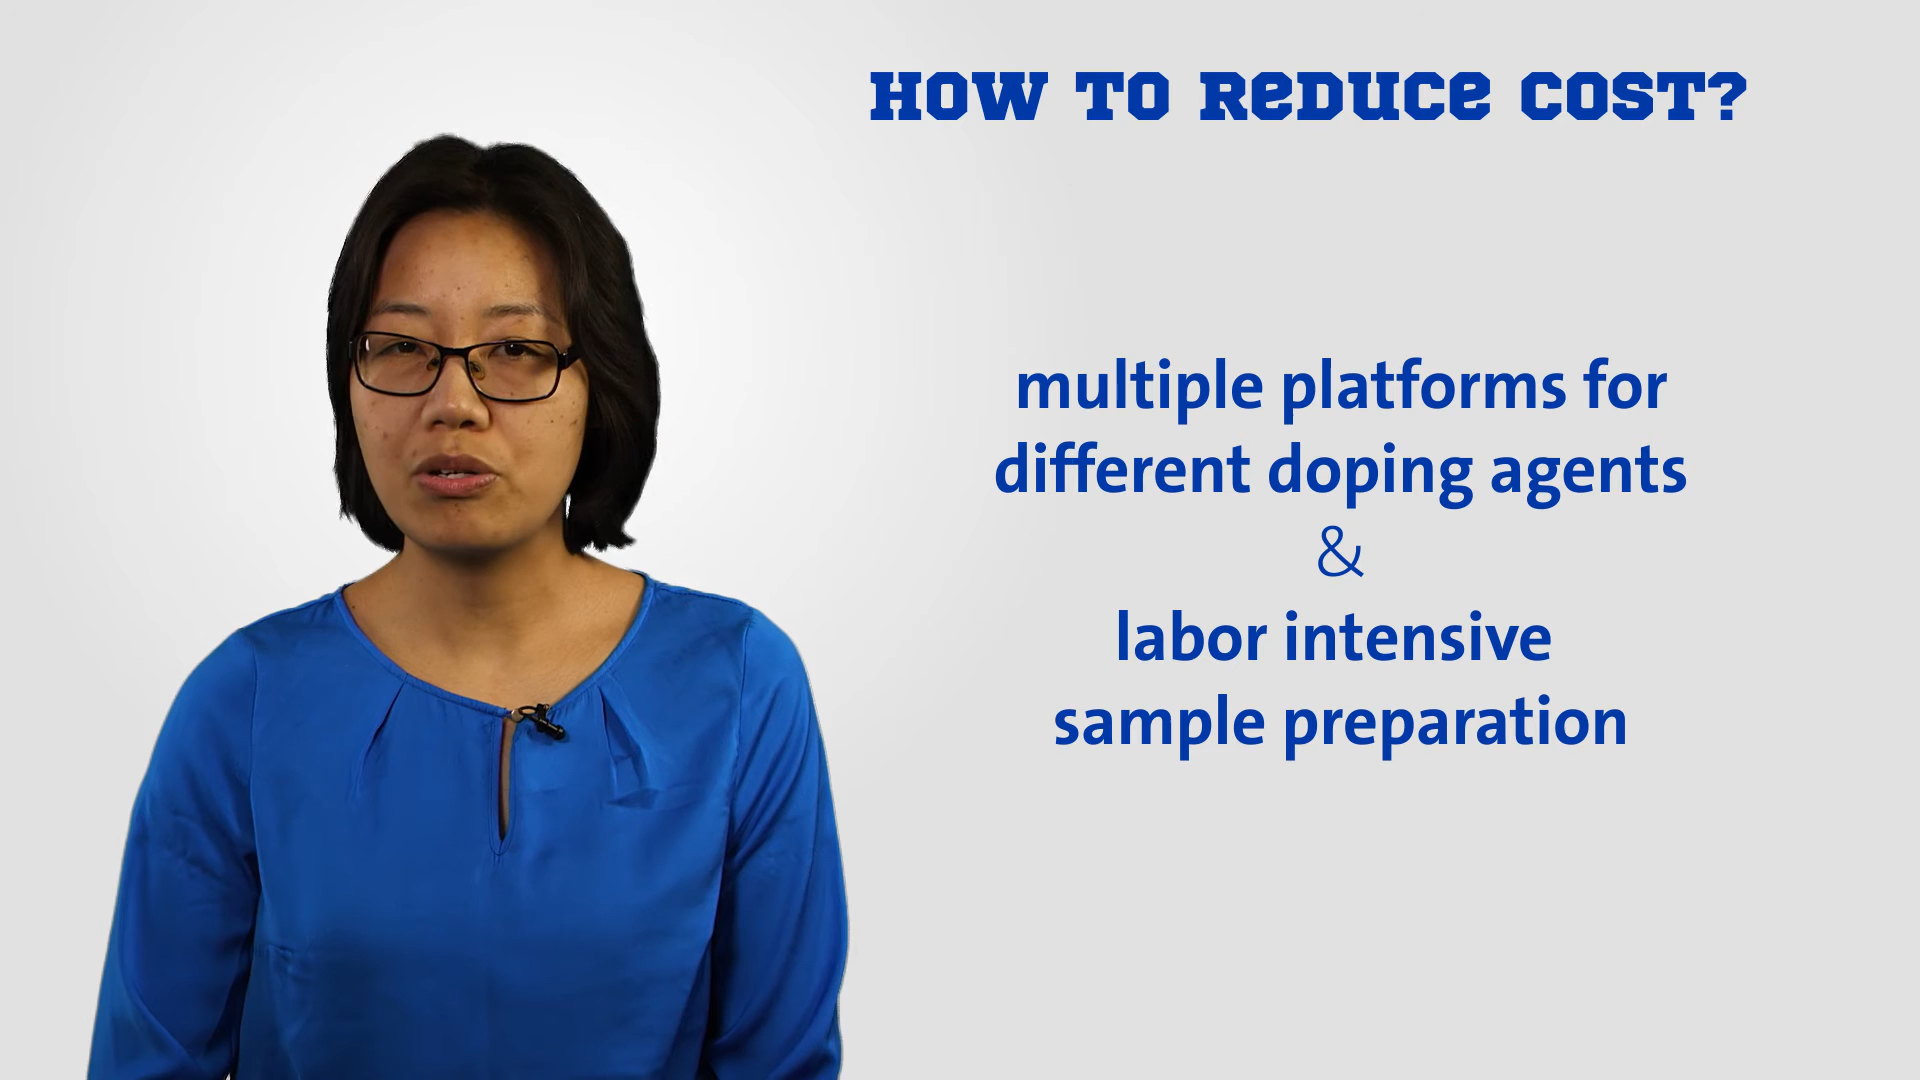 HOW TO REDUCE COST?
multiple platforms for
different doping agents
&
labor intensive
sample preparation